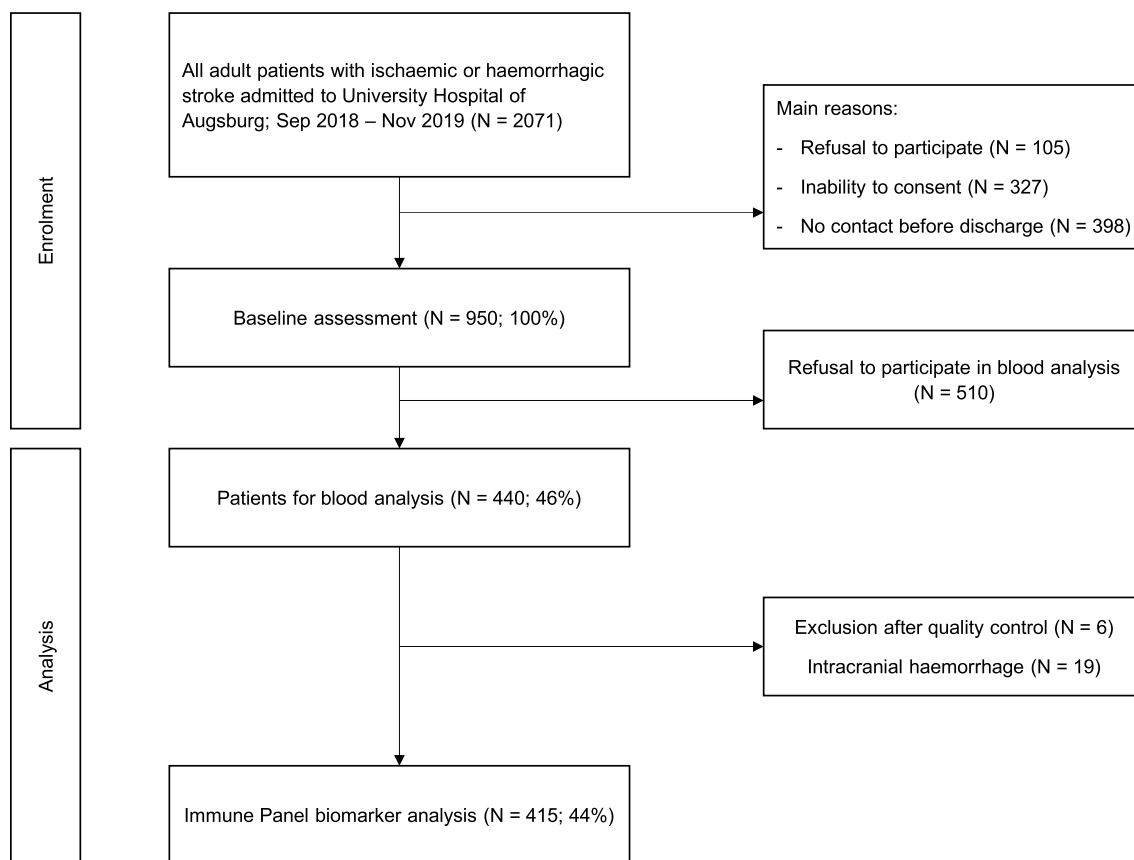 Enrolment
All adult patients with ischaemic or haemorrhagic
stroke admitted to University Hospital of
Augsburg; Sep 2018 – Nov 2019 (N = 2071)
Main reasons:
- Refusal to participate (N = 105)
- Inability to consent (N = 327)
- No contact before discharge (N = 398)
Baseline assessment (N = 950; 100%)
Refusal to participate in blood analysis
(N = 510)
Analysis
Patients for blood analysis (N = 440; 46%)
Exclusion after quality control (N = 6)
Intracranial haemorrhage (N = 19)
Immune Panel biomarker analysis (N = 415; 44%)